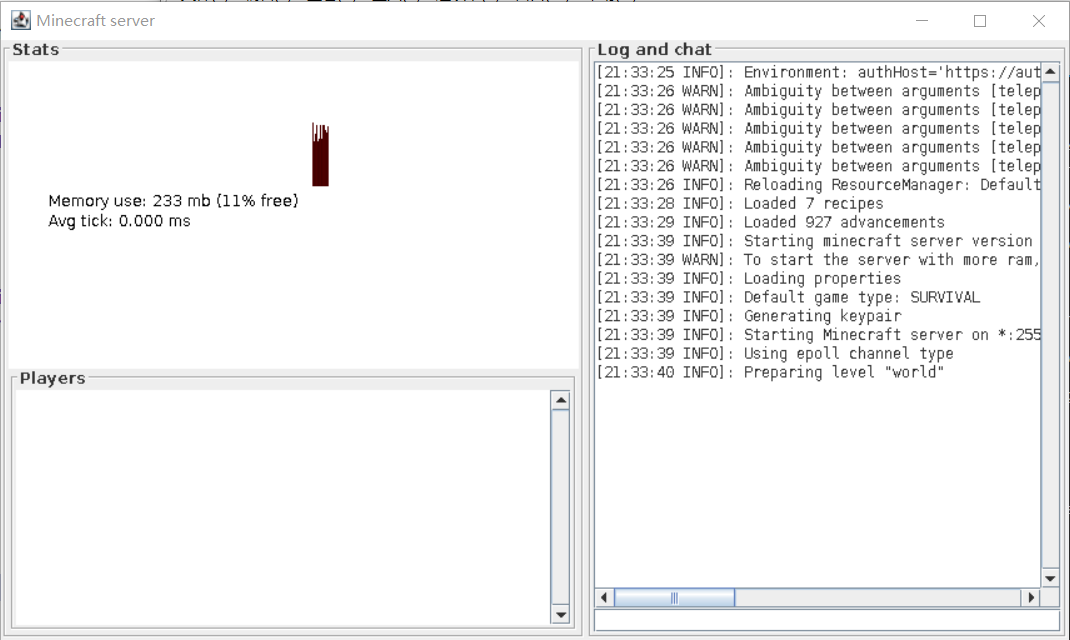 Minecraft server
Stats
Memory use: 233 mb (11% free)
Avg tick: 0.000 ms
Players
Log and chat
[21:33:25 INFO]: Environment: authHost='https://aut
[21:33:26 WARN]: Ambiguity between arguments [telep
[21:33:26 WARN]: Ambiguity between arguments [telep
[21:33:26 WARN]: Ambiguity between arguments [telep
[21:33:26 WARN]: Ambiguity between arguments [telep
[21:33:26 WARN]: Ambiguity between arguments [telep
[21:33:26 INFO]: Reloading ResourceManager: Default
[21:33:28 INFO]: Loaded 7 recipes
[21:33:29 INFO]: Loaded 927 advancements
[21:33:39 INFO]: Starting minecraft server version
[21:33:39 WARN]: To start the server with more ram,
[21:33:39 INFO]: Loading properties
[21:33:39 INFO]: Default game type: SURVIVAL
[21:33:39 INFO]: Generating keypair
[21:33:39 INFO]: Starting Minecraft server on *:255
[21:33:39 INFO]: Using epoll channel type
[21:33:40 INFO]: Preparing level "world"